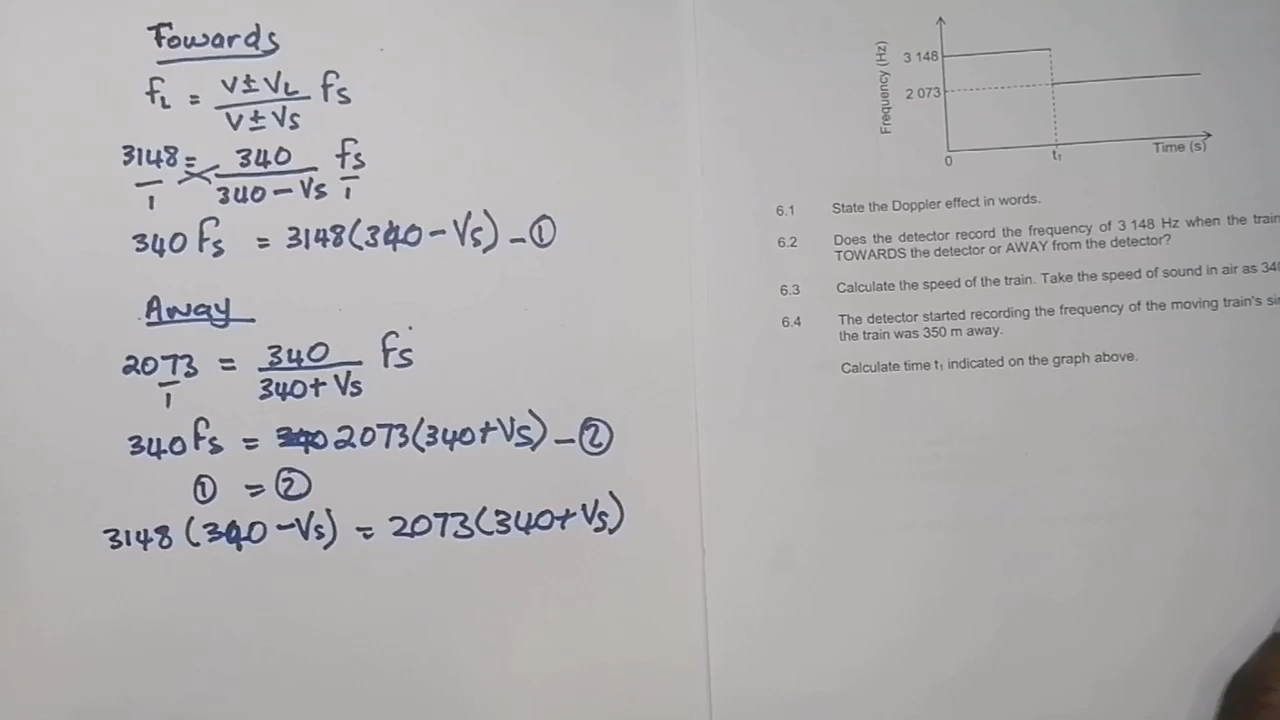 Towards
fL = V ± VL / V ± Vs fs
3148 / 1 = 340 / 340 - Vs fs / 1
340 fs = 3148(340 - Vs) - ①
Away
2073 / 1 = 340 / 340 + Vs fs
340 fs = 2073(340 + Vs) - ②
① = ②
3148 (340 - Vs) = 2073(340 + Vs)
Frequency (Hz)
3 148
2 073
0
t1
Time (s)
6.1 State the Doppler effect in words.
6.2 Does the detector record the frequency of 3 148 Hz when the train
TOWARDS the detector or AWAY from the detector?
6.3 Calculate the speed of the train. Take the speed of sound in air as 34
6.4 The detector started recording the frequency of the moving train's
the train was 350 m away.
Calculate time t1 indicated on the graph above.